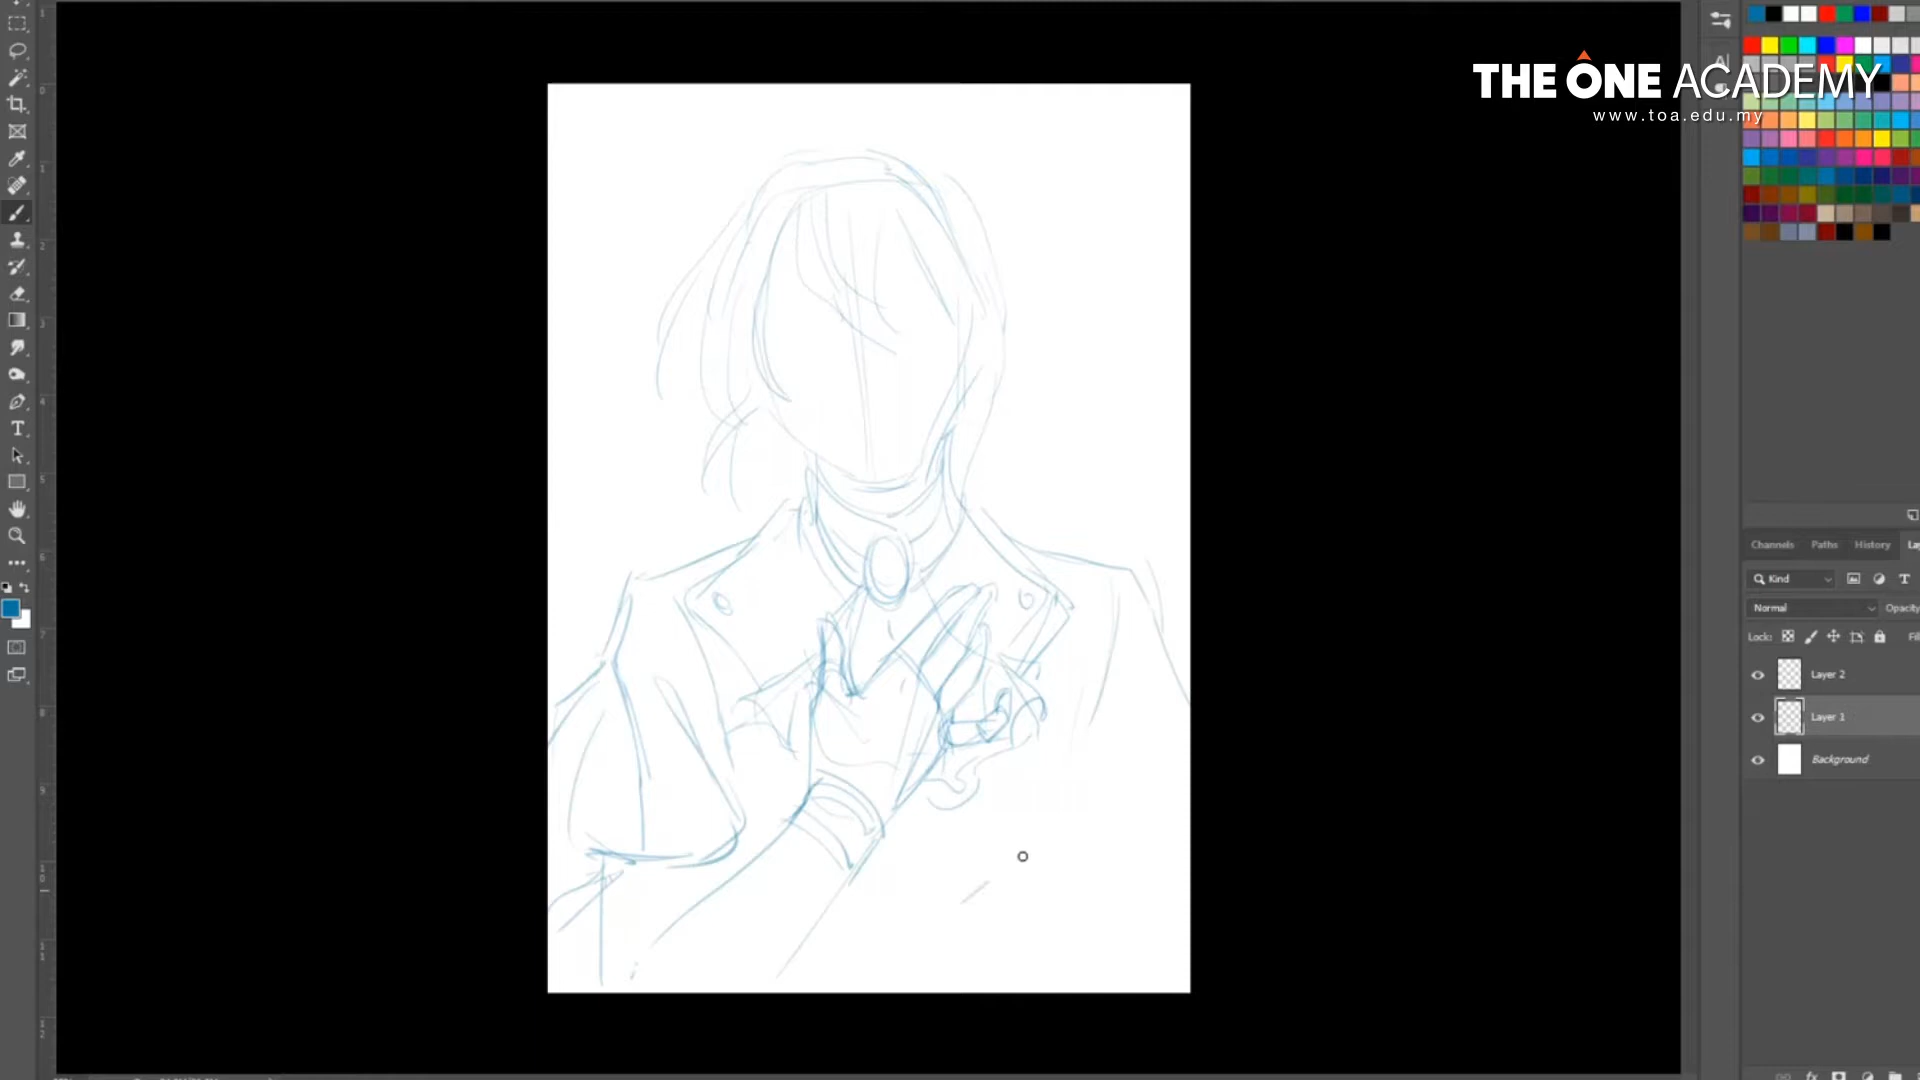 THE ONE ACADEMY
www.toa.edu.my
Channels Paths History La
Kind
Normal Opacity
Lock:
Layer 2
Layer 1
Background